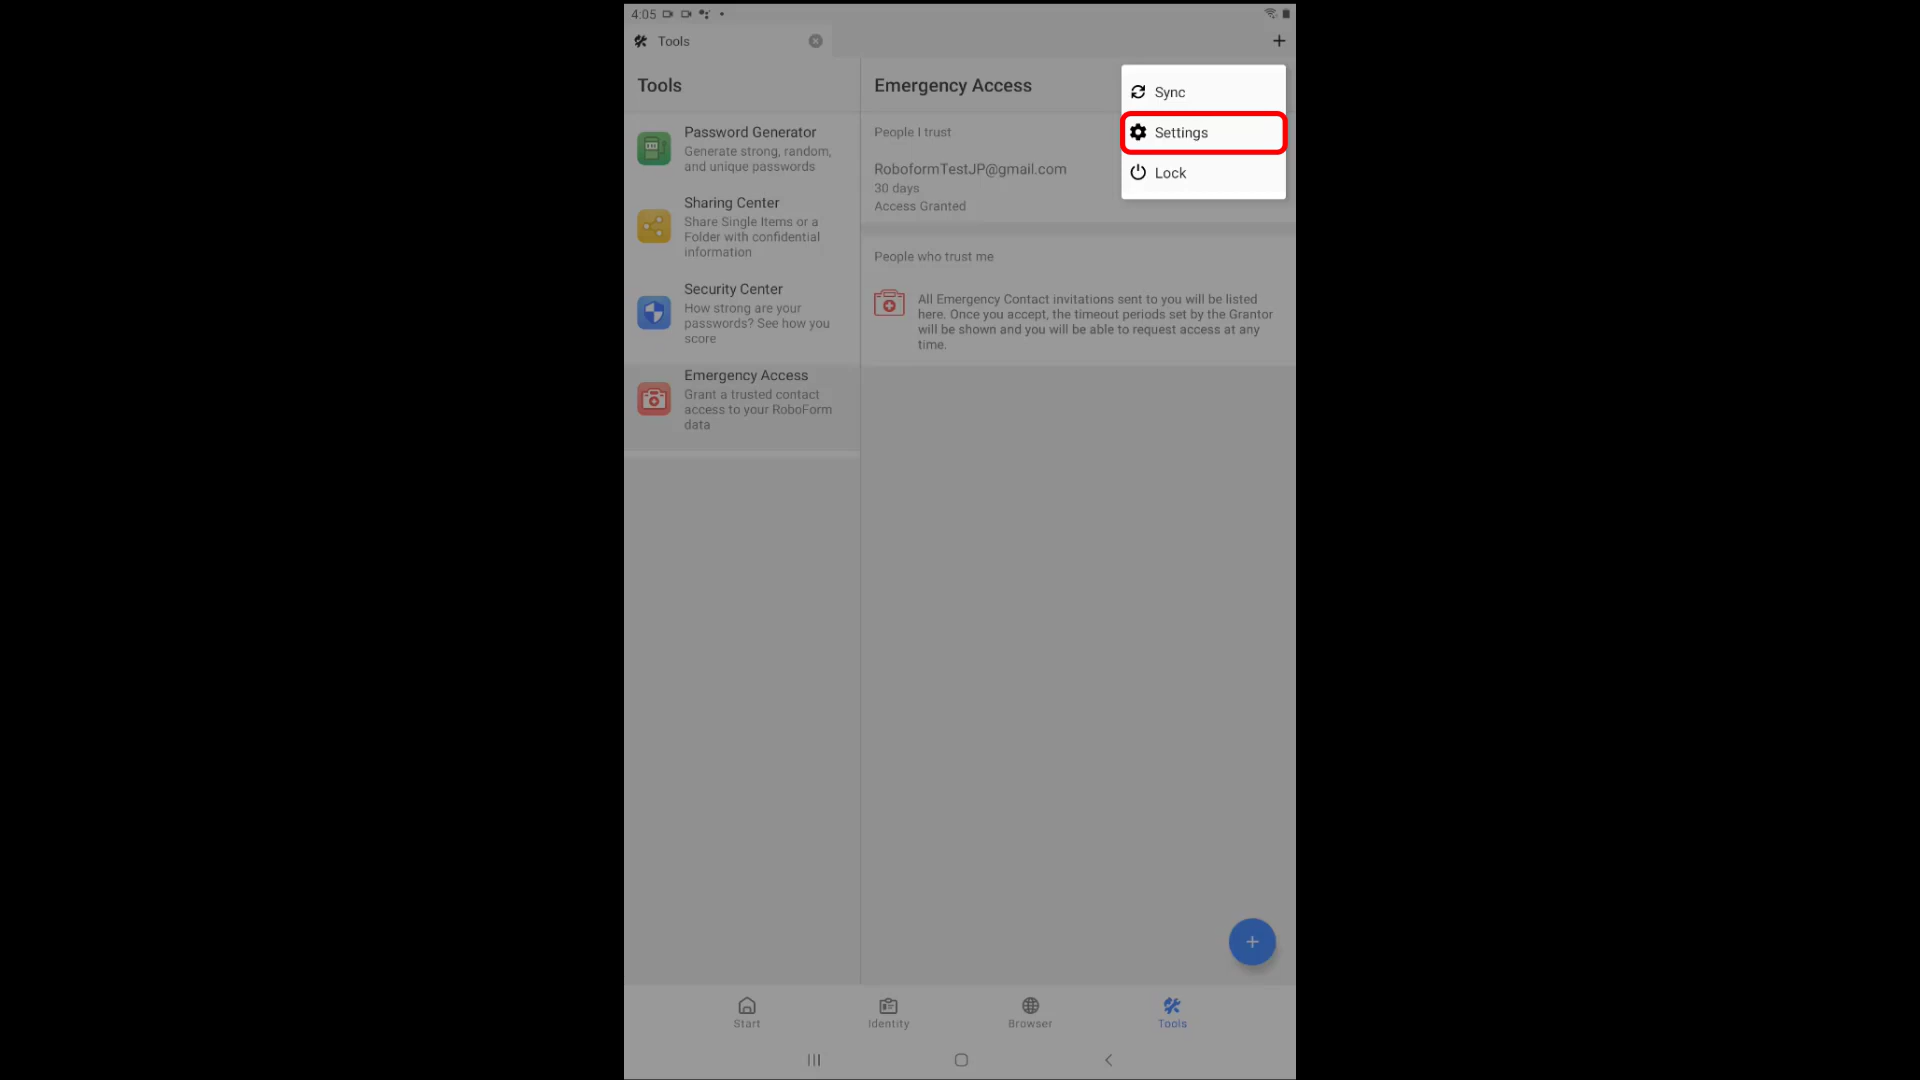 4:05
Tools
Tools
Password Generator
Generate strong, random,
and unique passwords
Sharing Center
Share Single Items or a
Folder with confidential
information
Security Center
How strong are your
passwords? See how you
score
Emergency Access
Grant a trusted contact
access to your RoboForm
data
Emergency Access
People I trust
RoboformTestJP@gmail.com
30 days
Access Granted
People who trust me
All Emergency Contact invitations sent to you will be listed
here. Once you accept, the timeout periods set by the Grantor
will be shown and you will be able to request access at any
time.
Sync
Settings
Lock
Start
Identity
Browser
Tools